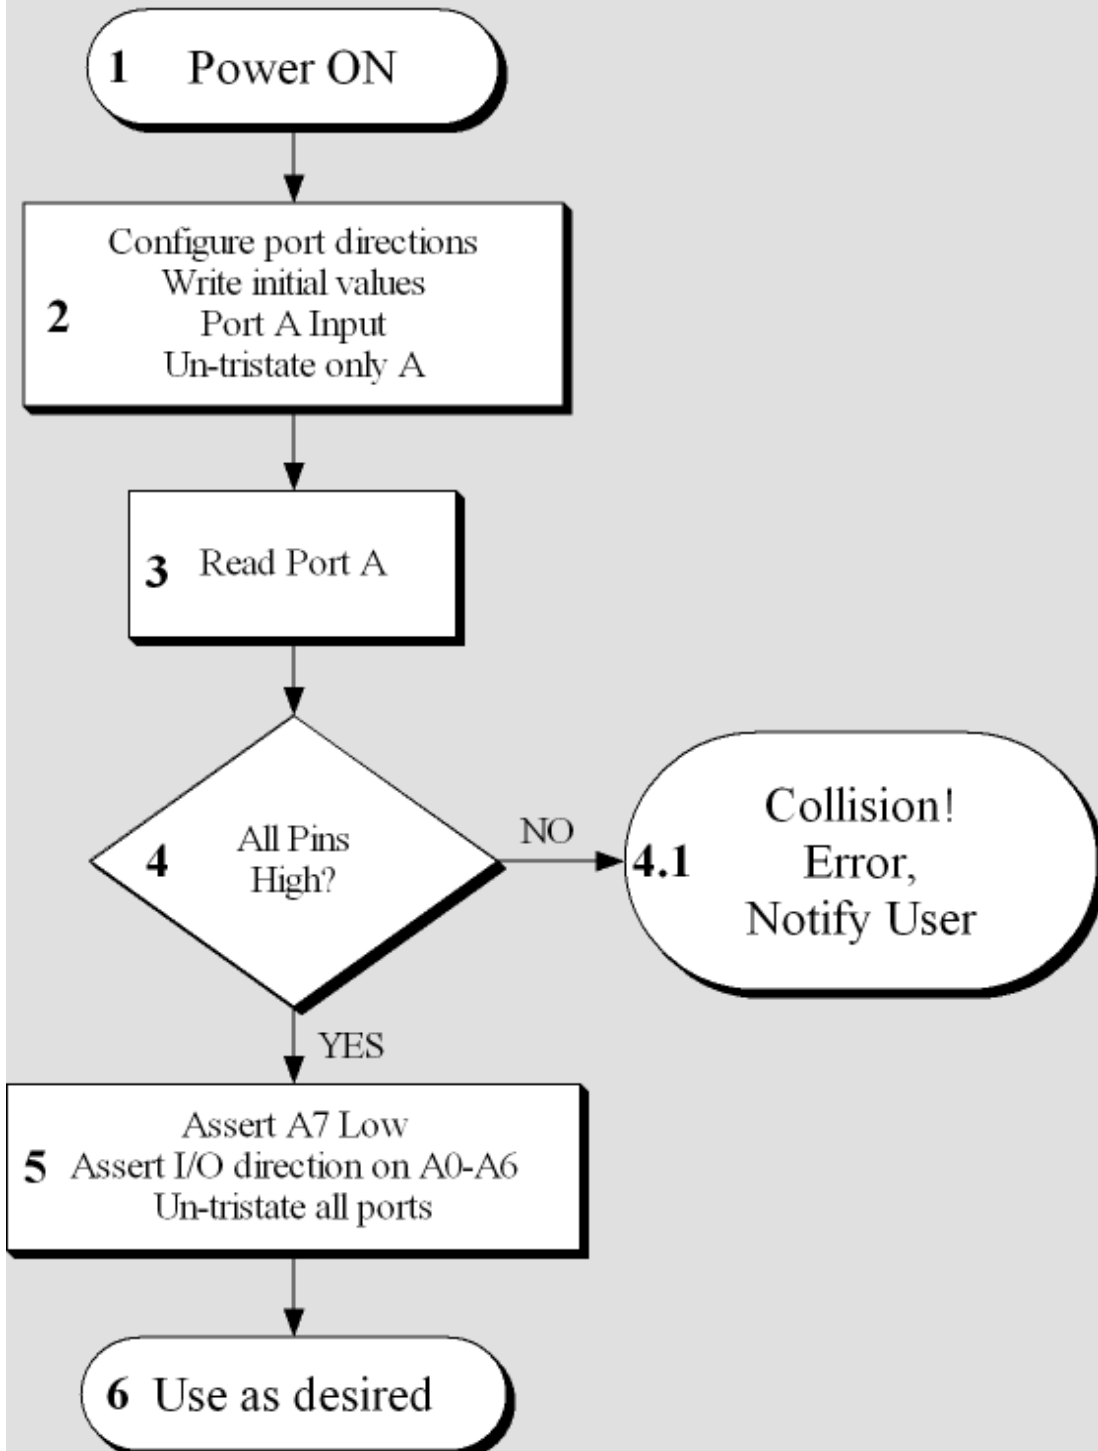 1 Power ON
Configure port directions
Write initial values
2 Port A Input
Un-tristate only A
3 Read Port A
All Pins
4 High?
NO
Collision!
4.1 Error,
Notify User
YES
Assert A7 Low
5 Assert I/O direction on A0-A6
Un-tristate all ports
6 Use as desired